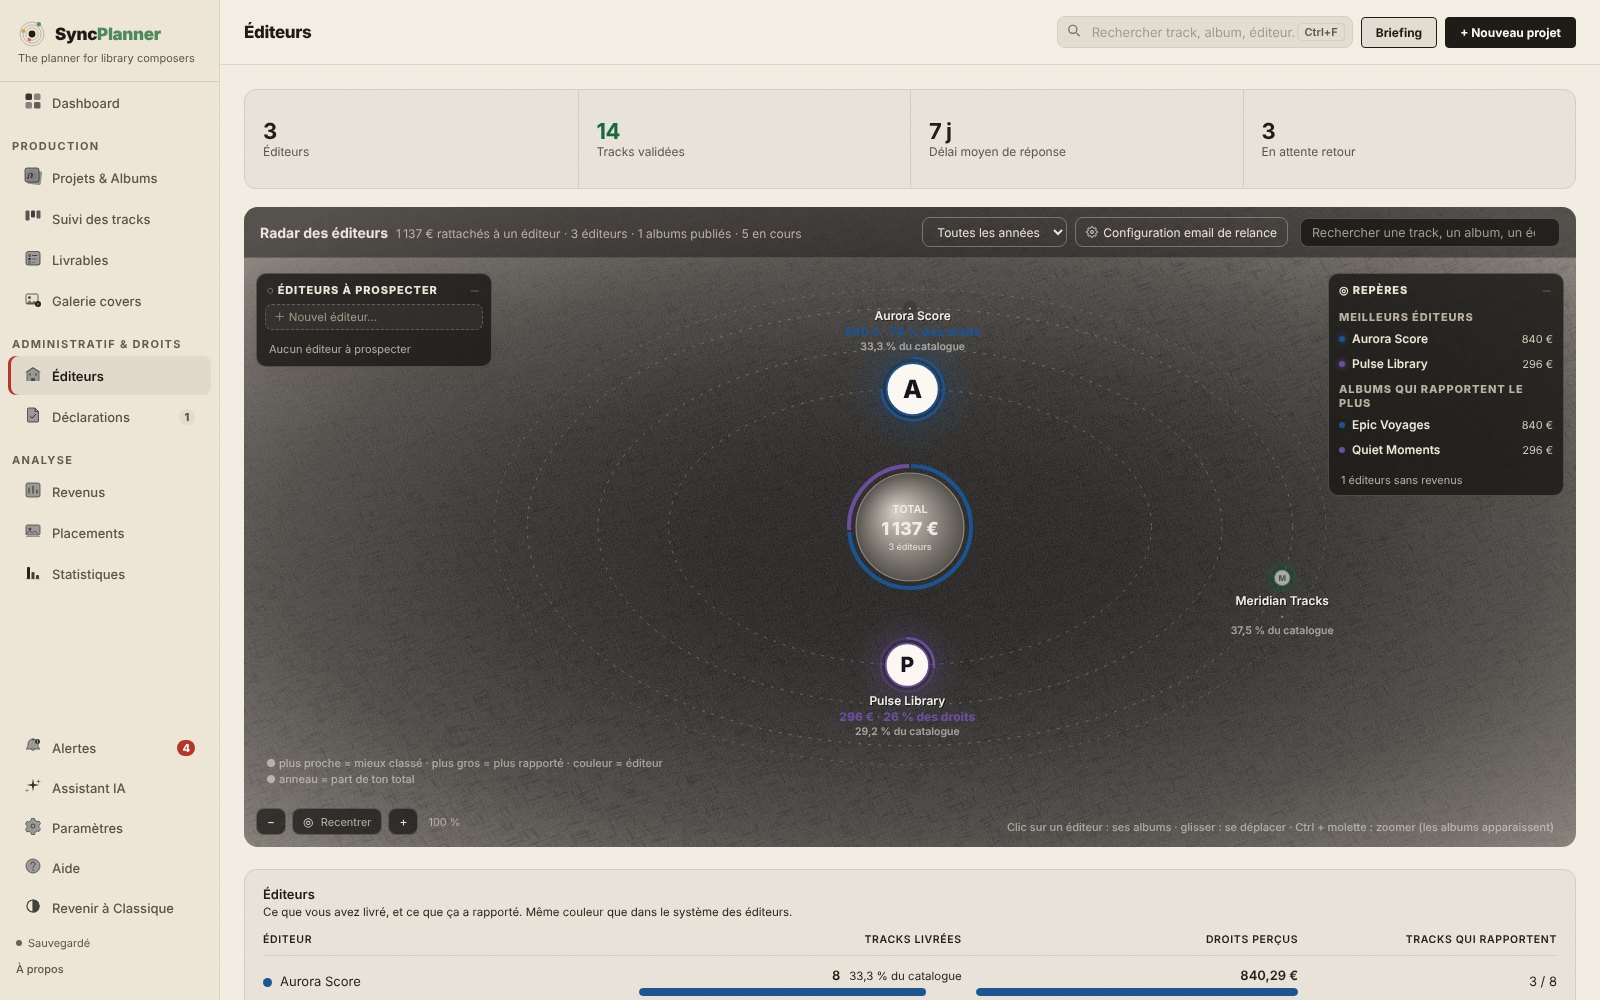 SyncPlanner
The planner for library composers
Dashboard
PRODUCTION
Projets & Albums
Suivi des tracks
Livrables
Galerie covers
ADMINISTRATIF & DROITS
Éditeurs
Déclarations 1
ANALYSE
Revenus
Placements
Statistiques
Alertes 4
Assistant IA
Paramètres
Aide
Revenir à Classique
Sauvegardé
À propos
Éditeurs
Rechercher track, album, éditeur. Ctrl+F
Briefing
+ Nouveau projet
3
Éditeurs
14
Tracks validées
7 j
Délai moyen de réponse
3
En attente retour
Radar des éditeurs 1 137 € rattachés à un éditeur · 3 éditeurs · 1 albums publiés · 5 en cours
Toutes les années
Configuration email de relance
Rechercher une track, un album, un é
ÉDITEURS À PROSPECTER
+ Nouvel éditeur...
Aucun éditeur à prospecter
Aurora Score
840 € · 74 % des droits
33,3 % du catalogue
A
TOTAL
1 137 €
3 éditeurs
M
Meridian Tracks
37,5 % du catalogue
P
Pulse Library
296 € · 26 % des droits
29,2 % du catalogue
REPÈRES
MEILLEURS ÉDITEURS
Aurora Score 840 €
Pulse Library 296 €
ALBUMS QUI RAPPORTENT LE
PLUS
Epic Voyages 840 €
Quiet Moments 296 €
1 éditeurs sans revenus
plus proche = mieux classé · plus gros = plus rapporté · couleur = éditeur
anneau = part de ton total
− Recentrer + 100 %
Clic sur un éditeur : ses albums · glisser : se déplacer · Ctrl + molette : zoomer (les albums apparaissent)
Éditeurs
Ce que vous avez livré, et ce que ça a rapporté. Même couleur que dans le système des éditeurs.
ÉDITEUR TRACKS LIVRÉES DROITS PERÇUS TRACKS QUI RAPPORTENT
Aurora Score 8 33,3 % du catalogue 840,29 € 3 / 8